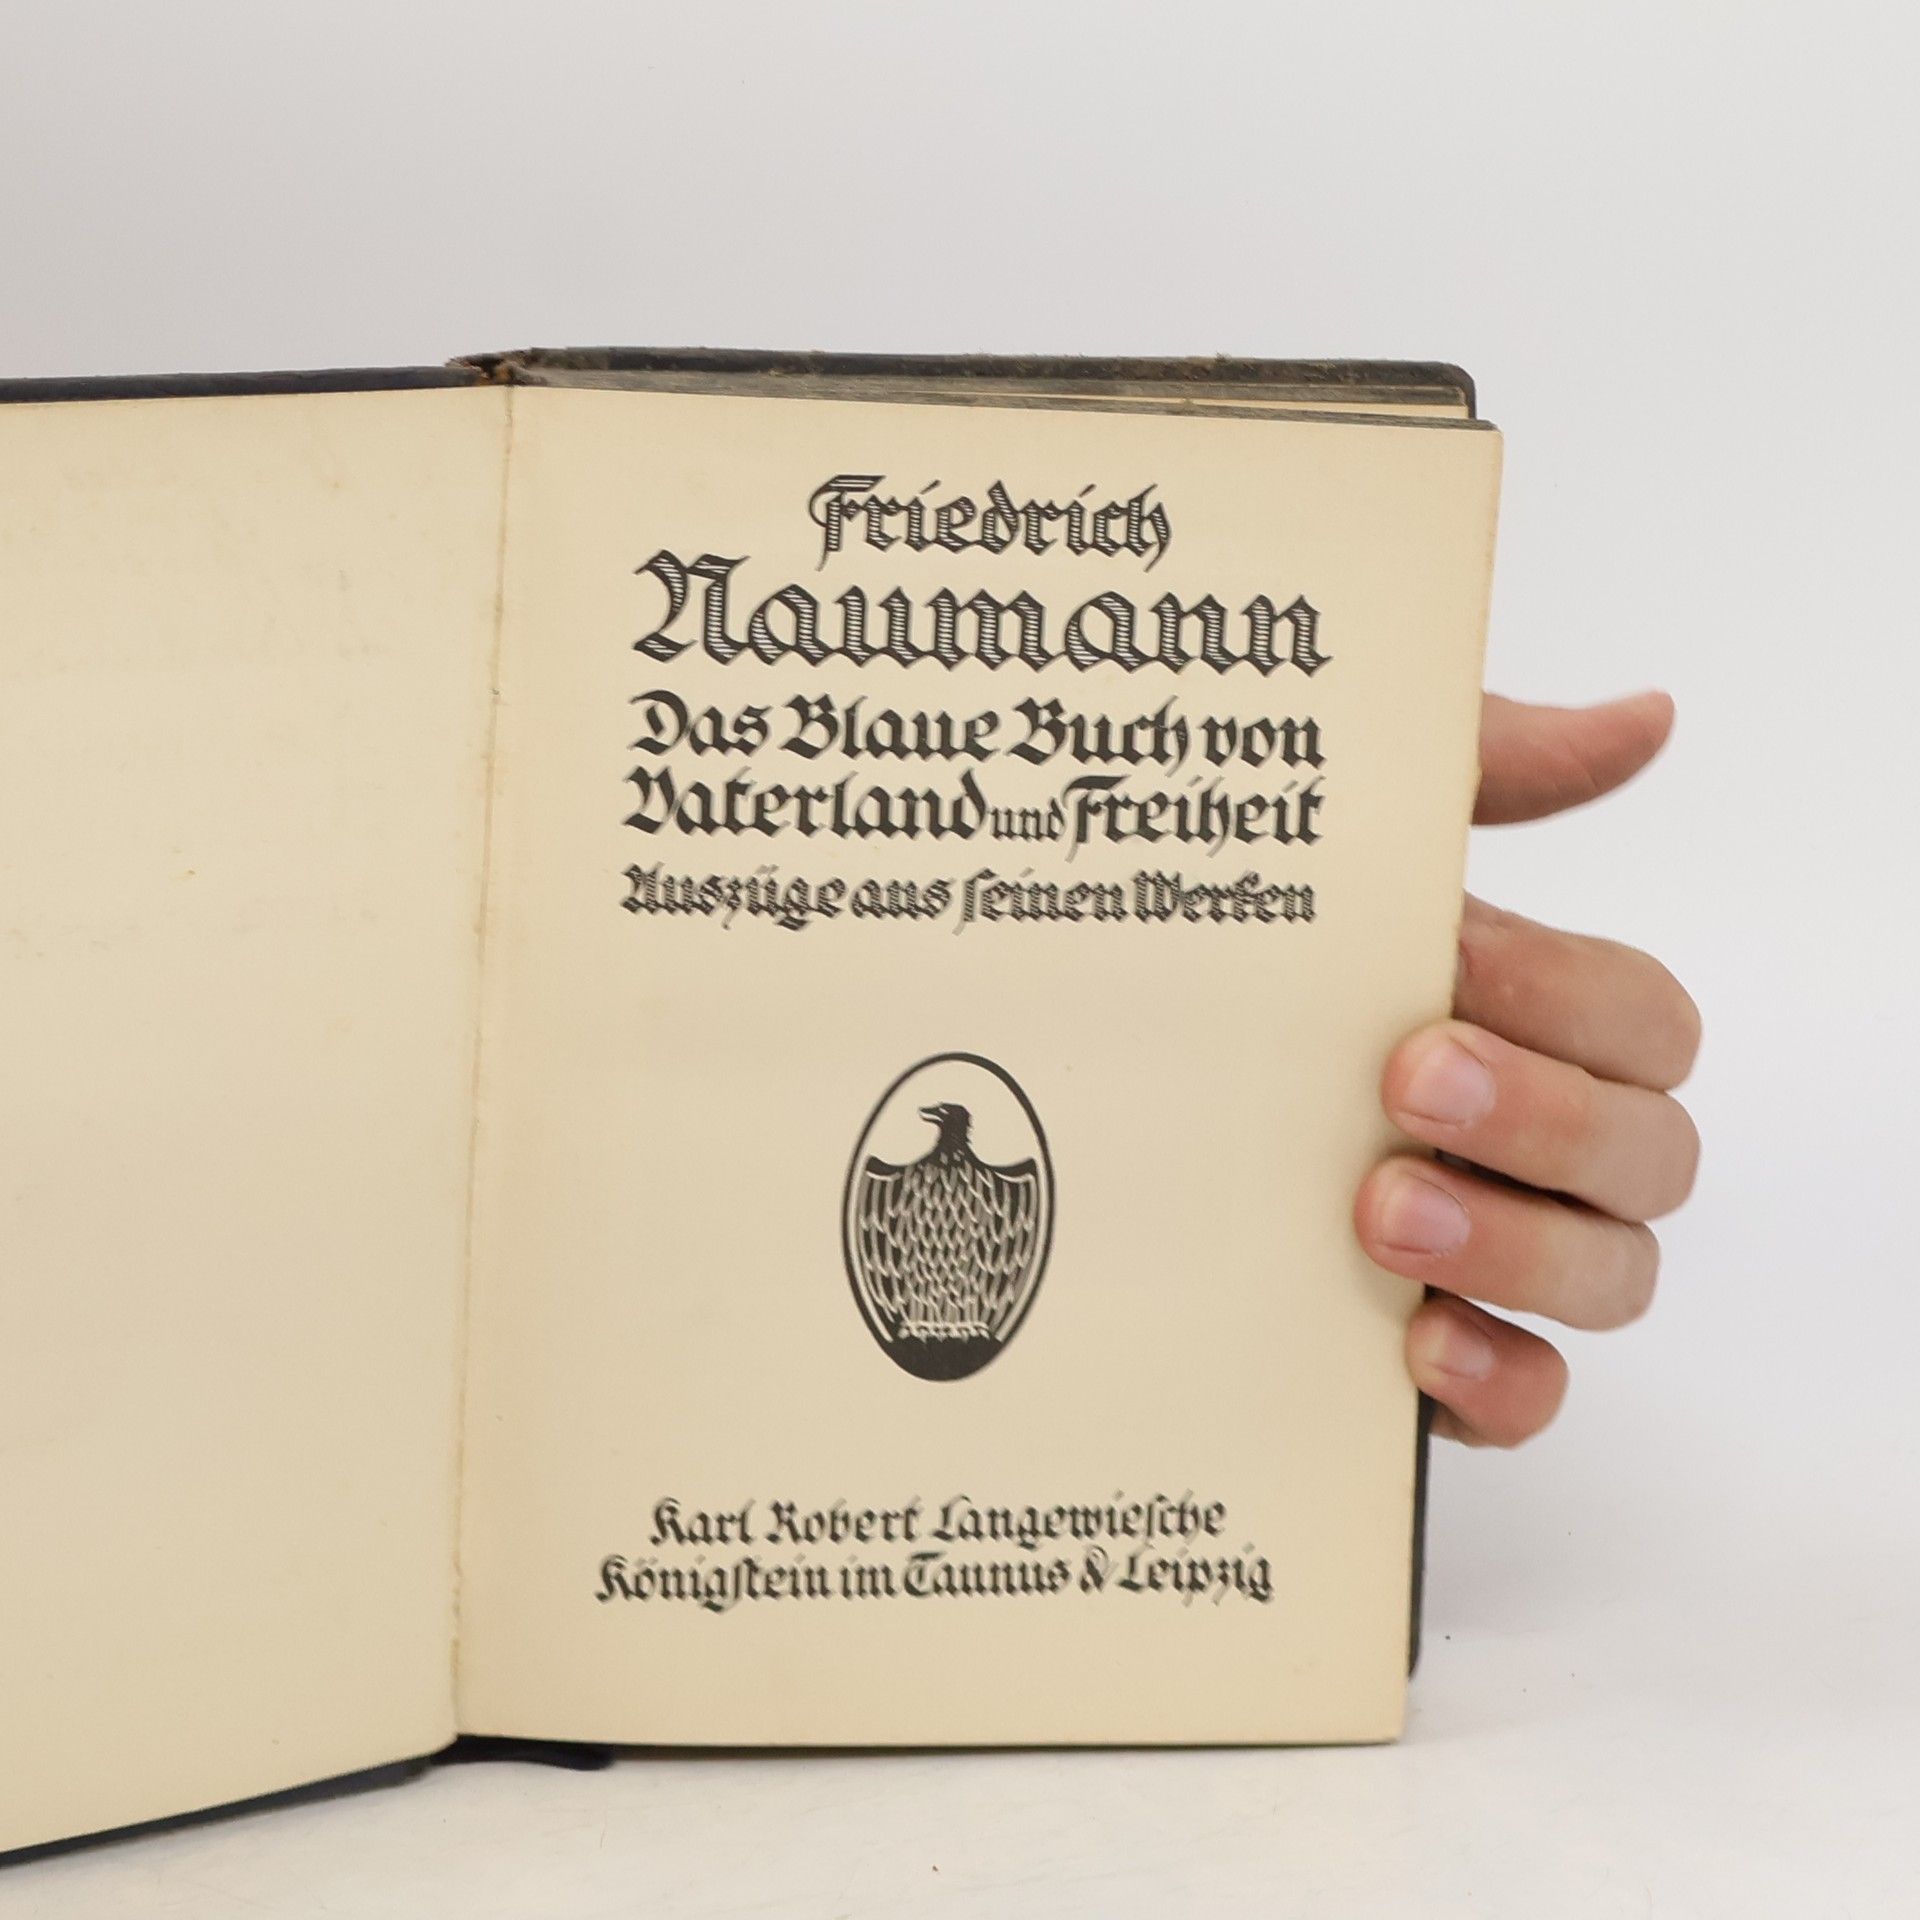 Friedrich
Naumann
Das Blaue Buch von
Vaterland und Freiheit
Auszüge aus ſeinen Werken
Karl Robert Langewieſche
Königſtein im Taunus & Leipzig